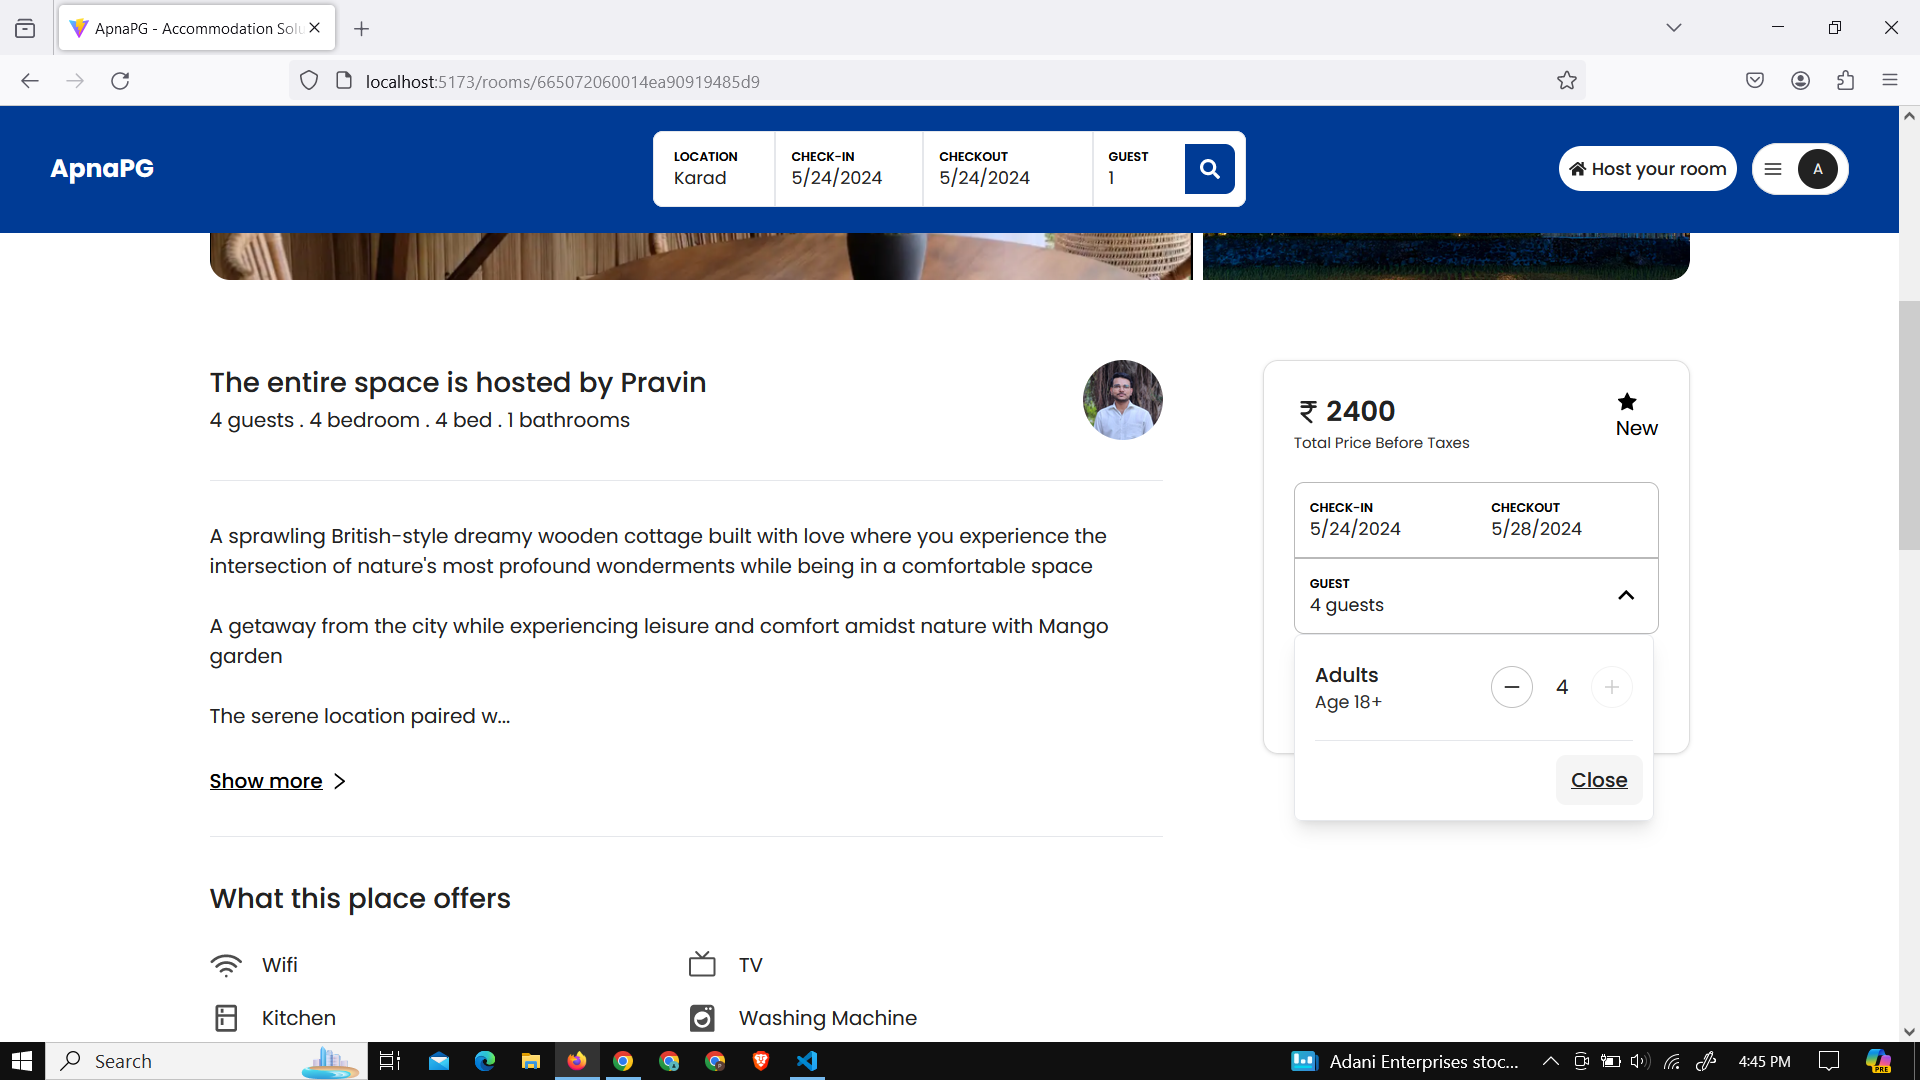 ApnaPG - Accommodation Solu
localhost:5173/rooms/665072060014ea90919485d9
ApnaPG
LOCATION
Karad
CHECK-IN
5/24/2024
CHECKOUT
5/24/2024
GUEST
1
Host your room
A
The entire space is hosted by Pravin
4 guests . 4 bedroom . 4 bed . 1 bathrooms
A sprawling British-style dreamy wooden cottage built with love where you experience the
intersection of nature's most profound wonderments while being in a comfortable space
A getaway from the city while experiencing leisure and comfort amidst nature with Mango
garden
The serene location paired w...
Show more
What this place offers
Wifi
TV
Kitchen
Washing Machine
₹ 2400
Total Price Before Taxes
New
CHECK-IN
5/24/2024
CHECKOUT
5/28/2024
GUEST
4 guests
Adults
Age 18+
4
Close
Search
Adani Enterprises stoc...
4:45 PM
PRE